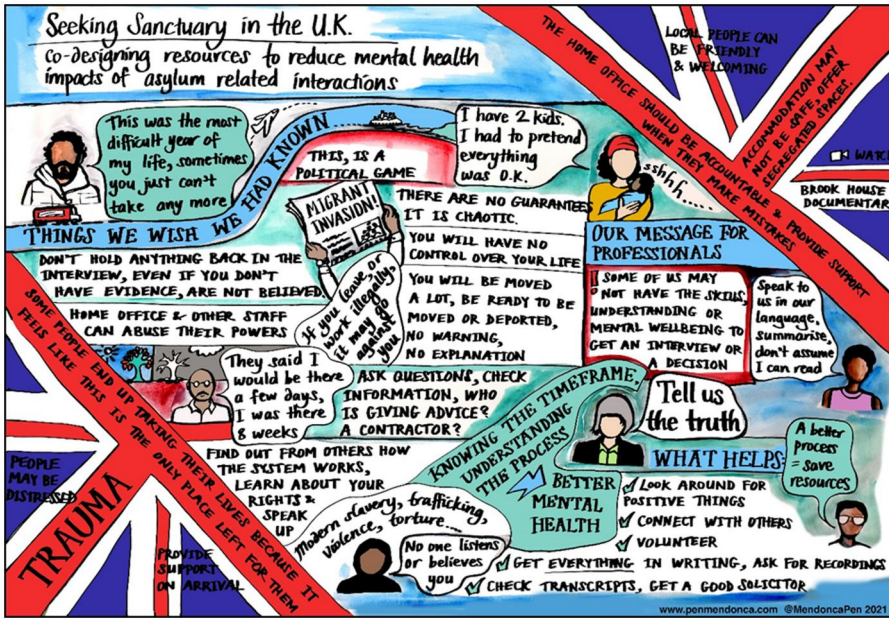 Seeking Sanctuary in the U.K.
co-designing resources to reduce mental health
impacts of asylum related interactions
THE HOME OFFICE SHOULD BE ACCOUNTABLE & PROVIDE SUPPORT
WHEN THEY MAKE MISTAKES
LOCAL PEOPLE CAN
BE FRIENDLY
& WELCOMING
ACCOMMODATION MAY
NOT BE SAFE, OFFER
SEGREGATED SPACES.
WATCH
BROOK HOUSE
DOCUMENTAR
This was the most
difficult year of
my life, sometimes
you just can't
take any more
THINGS WE WISH WE HAD KNOWN...
THIS, IS A
POLITICAL GAME
I have 2 kids.
I had to pretend
everything
was O.K.
sshhh....
MIGRANT
INVASION!
THERE ARE NO GUARANTEES
IT IS CHAOTIC.
YOU WILL HAVE NO
CONTROL OVER YOUR LIFE
YOU WILL BE MOVED
A LOT, BE READY TO BE
MOVED OR DEPORTED,
NO WARNING,
NO EXPLANATION
DON'T HOLD ANYTHING BACK IN THE
INTERVIEW, EVEN IF YOU DON'T
HAVE EVIDENCE, ARE NOT BELIEVED
HOME OFFICE & OTHER STAFF
CAN ABUSE THEIR POWERS
If you leave, or
work illegally,
it may go
against
you
OUR MESSAGE FOR
PROFESSIONALS
! SOME OF US MAY
NOT HAVE THE SKILLS,
UNDERSTANDING OR
MENTAL WELLBEING TO
GET AN INTERVIEW OR
A DECISION
Speak to
us in our
language,
summarise,
don't assume
I can read
They said I
would be there
a few days,
I was there
8 weeks
ASK QUESTIONS, CHECK
INFORMATION, WHO
IS GIVING ADVICE?
A CONTRACTOR?
FIND OUT FROM OTHERS HOW
THE SYSTEM WORKS,
LEARN ABOUT YOUR
RIGHTS &
SPEAK
UP
KNOWING THE TIMEFRAME,
UNDERSTANDING
THE PROCESS
BETTER
MENTAL
HEALTH
Tell us
the truth
WHAT HELPS:
LOOK AROUND FOR
POSITIVE THINGS
CONNECT WITH OTHERS
VOLUNTEER
GET EVERYTHING IN WRITING, ASK FOR RECORDINGS
CHECK TRANSCRIPTS, GET A GOOD SOLICITOR
A better
process
= save
resources
Modern slavery, trafficking,
violence, torture....
No one listens
or believes
you
SOME PEOPLE END UP TAKING THEIR LIVES BECAUSE IT
FEELS LIKE THIS IS THE ONLY PLACE LEFT FOR THEM
PEOPLE
MAY BE
DISTRESSED
TRAUMA
PROVIDE
SUPPORT
ON ARRIVAL
www.penmendonca.com @MendoncaPen 2021